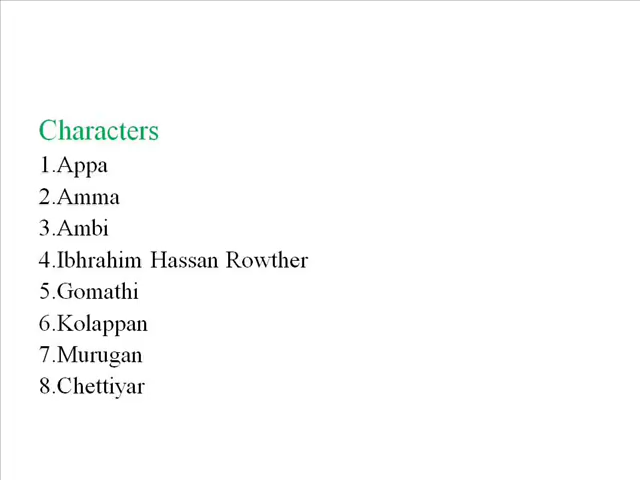 Characters
1.Appa
2.Amma
3.Ambi
4.Ibhrahim Hassan Rowther
5.Gomathi
6.Kolappan
7.Murugan
8.Chettiyar